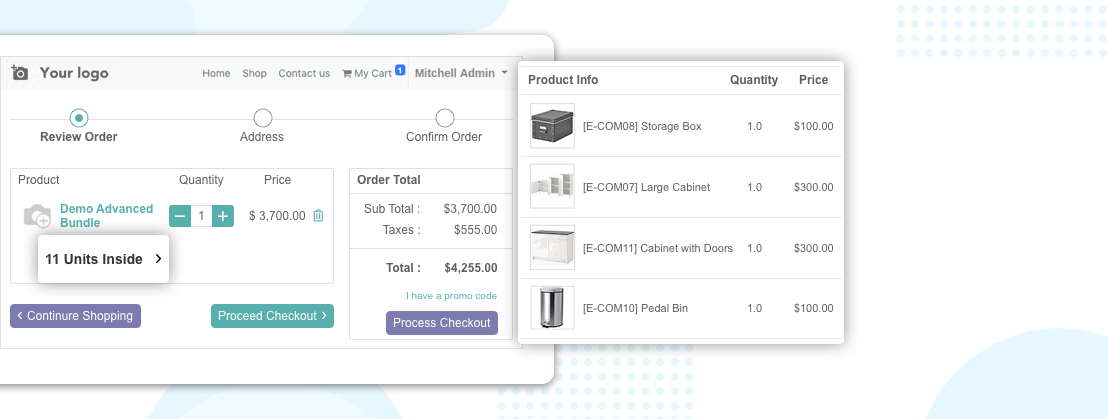 Your logo
Home Shop Contact us My Cart 1 Mitchell Admin
Review Order Address Confirm Order
Product Quantity Price
Demo Advanced
Bundle
1 $ 3,700.00
11 Units Inside
Continure Shopping
Proceed Checkout
Order Total
Sub Total : $3,700.00
Taxes : $555.00
Total : $4,255.00
I have a promo code
Process Checkout
Product Info Quantity Price
[E-COM08] Storage Box 1.0 $100.00
[E-COM07] Large Cabinet 1.0 $300.00
[E-COM11] Cabinet with Doors 1.0 $300.00
[E-COM10] Pedal Bin 1.0 $100.00